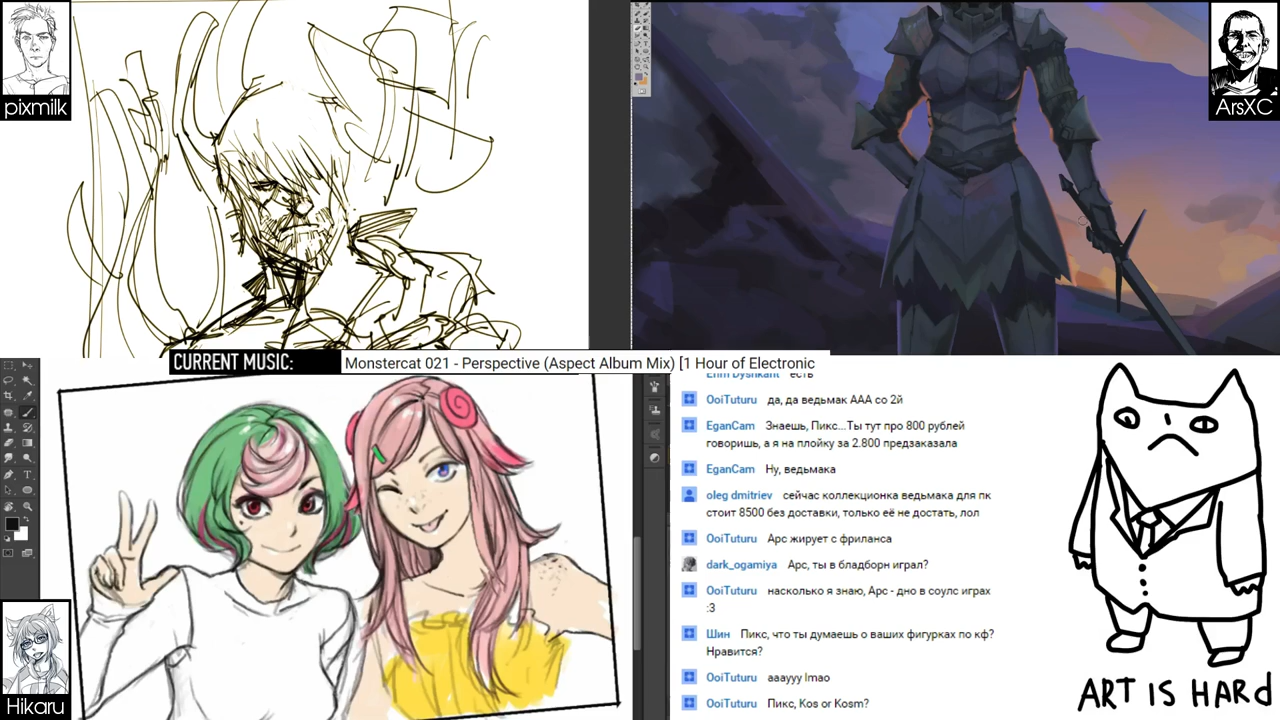 pixmilk
ArsXC
CURRENT MUSIC:
Monstercat 021 - Perspective (Aspect Album Mix) [1 Hour of Electronic
Efim Dyshkant есть
OoiTuturu да, да ведьмак ААА со 2й
EganCam Знаешь, Пикс...Ты тут про 800 рублей
говоришь, а я на плойку за 2.800 предзаказала
EganCam Ну, ведьмака
oleg dmitriev сейчас коллекционка ведьмака для пк
стоит 8500 без доставки, только её не достать, лол
OoiTuturu Арс жирует с фриланса
dark_ogamiya Арс, ты в бладборн играл?
OoiTuturu насколько я знаю, Арс - дно в соулс играх
:3
Шин Пикс, что ты думаешь о ваших фигурках по кф?
Нравится?
OoiTuturu aaayyy lmao
OoiTuturu Пикс, Kos or Kosm?
Hikaru
ART IS HARd